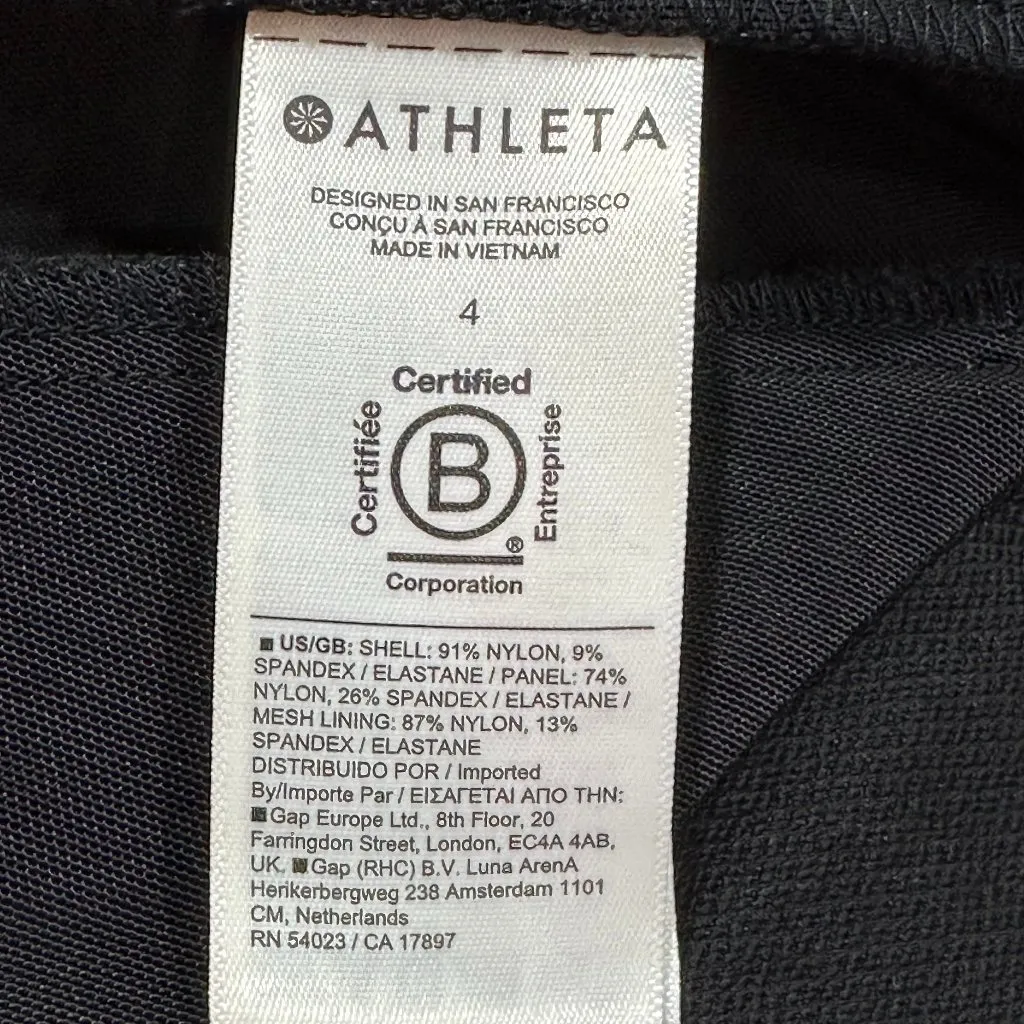 ATHLETA
DESIGNED IN SAN FRANCISCO
CONÇU À SAN FRANCISCO
MADE IN VIETNAM
4
Certified
Certifiée
B
Entreprise
®
Corporation
US/GB: SHELL: 91% NYLON, 9%
SPANDEX / ELASTANE / PANEL: 74%
NYLON, 26% SPANDEX / ELASTANE /
MESH LINING: 87% NYLON, 13%
SPANDEX / ELASTANE
DISTRIBUIDO POR / Imported
By/Importe Par / ΕΙΣΑΓΕΤΑΙ ΑΠΟ ΤΗΝ:
Gap Europe Ltd., 8th Floor, 20
Farringdon Street, London, EC4A 4AB,
UK. Gap (RHC) B.V. Luna ArenA
Herikerbergweg 238 Amsterdam 1101
CM, Netherlands
RN 54023 / CA 17897